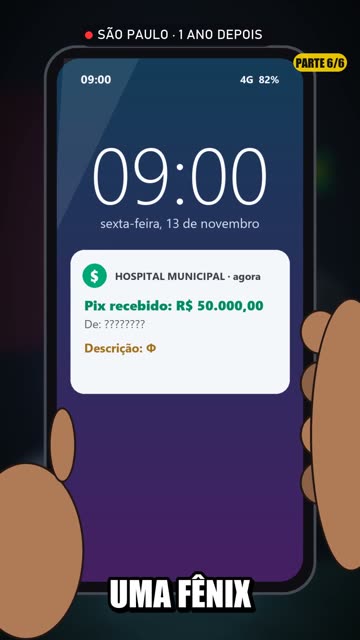 SÃO PAULO · 1 ANO DEPOIS
PARTE 6/6
09:00 4G 82%
09:00
sexta-feira, 13 de novembro
$ HOSPITAL MUNICIPAL · agora
Pix recebido: R$ 50.000,00
De: ????????
Descrição: Φ
UMA FÊNIX